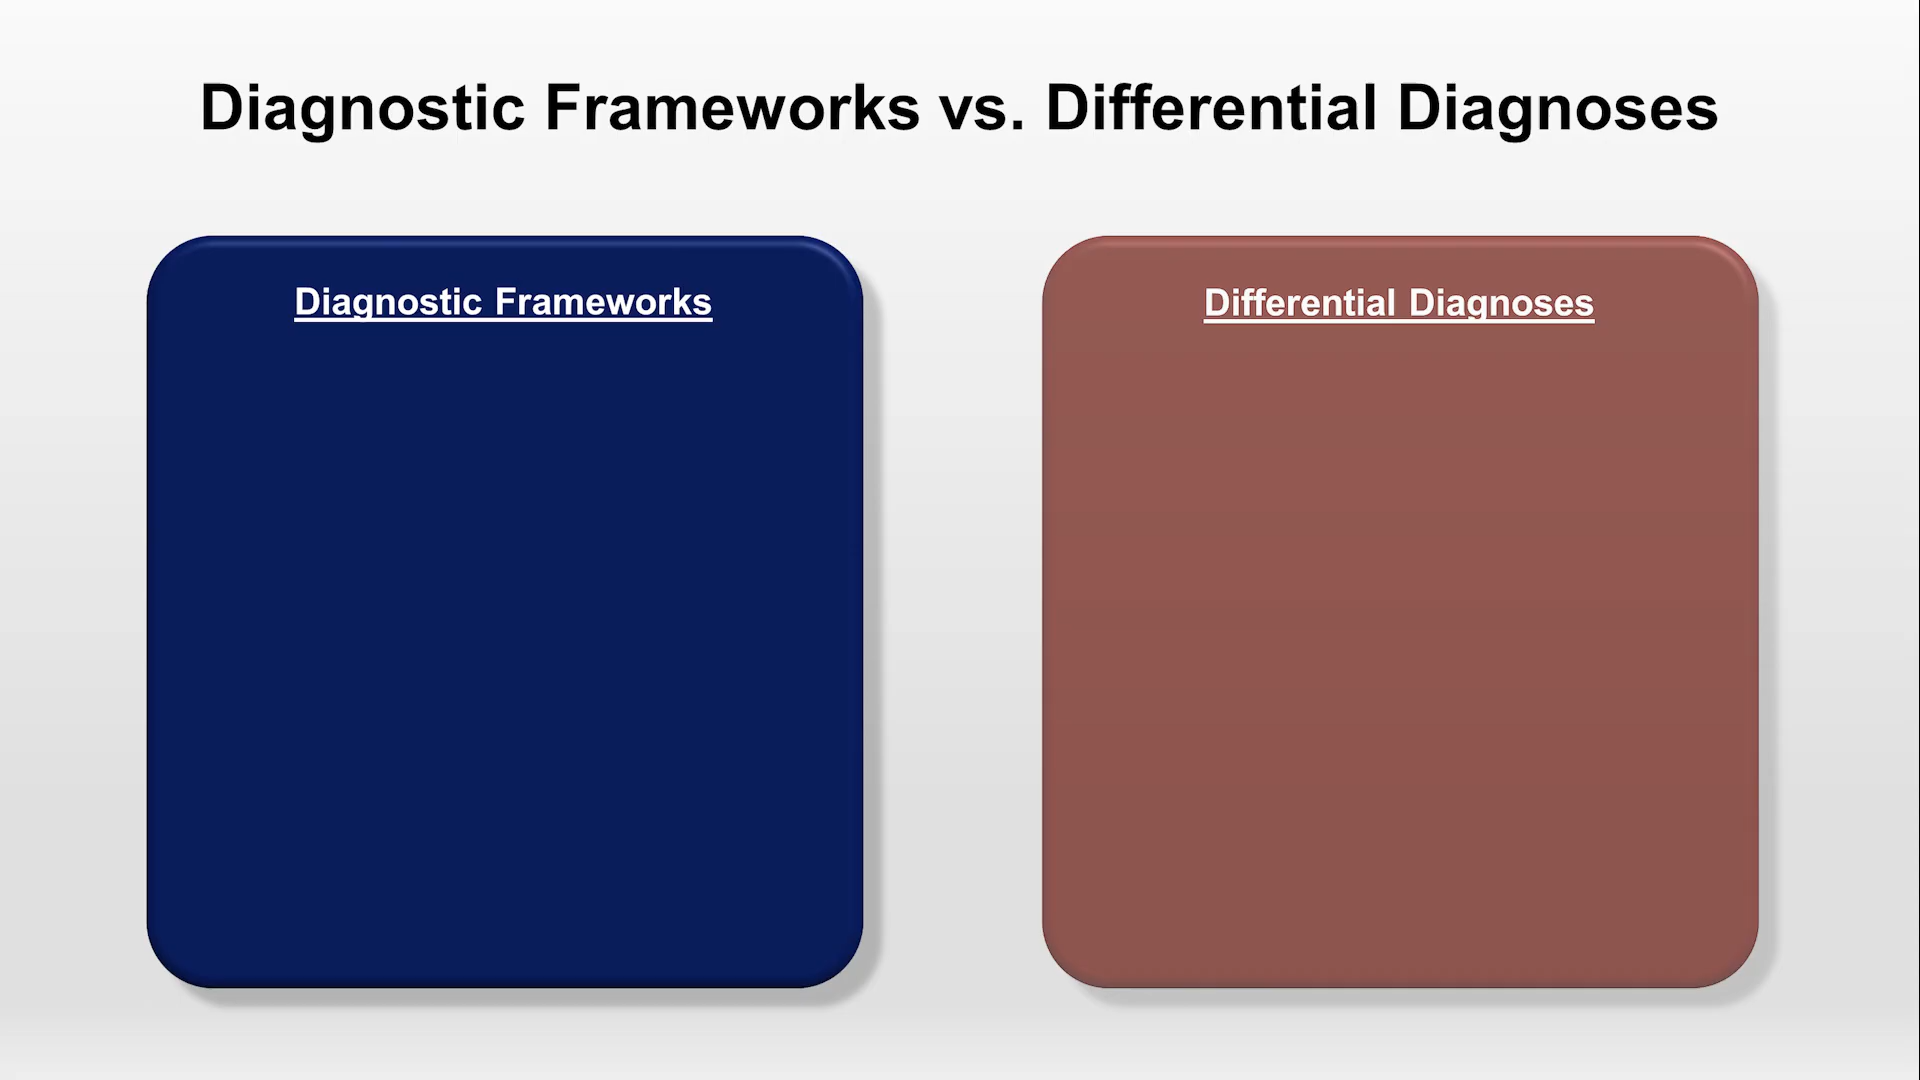 Diagnostic Frameworks vs. Differential Diagnoses
Diagnostic Frameworks
Differential Diagnoses